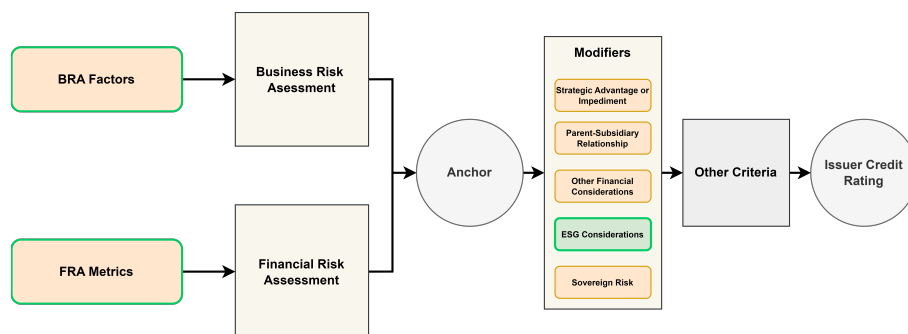 BRA Factors
Business Risk
Asessment
FRA Metrics
Financial Risk
Assessment
Anchor
Modifiers
Strategic Advantage or
Impediment
Parent-Subsidiary
Relationship
Other Financial
Considerations
ESG Considerations
Sovereign Risk
Other Criteria
Issuer Credit
Rating